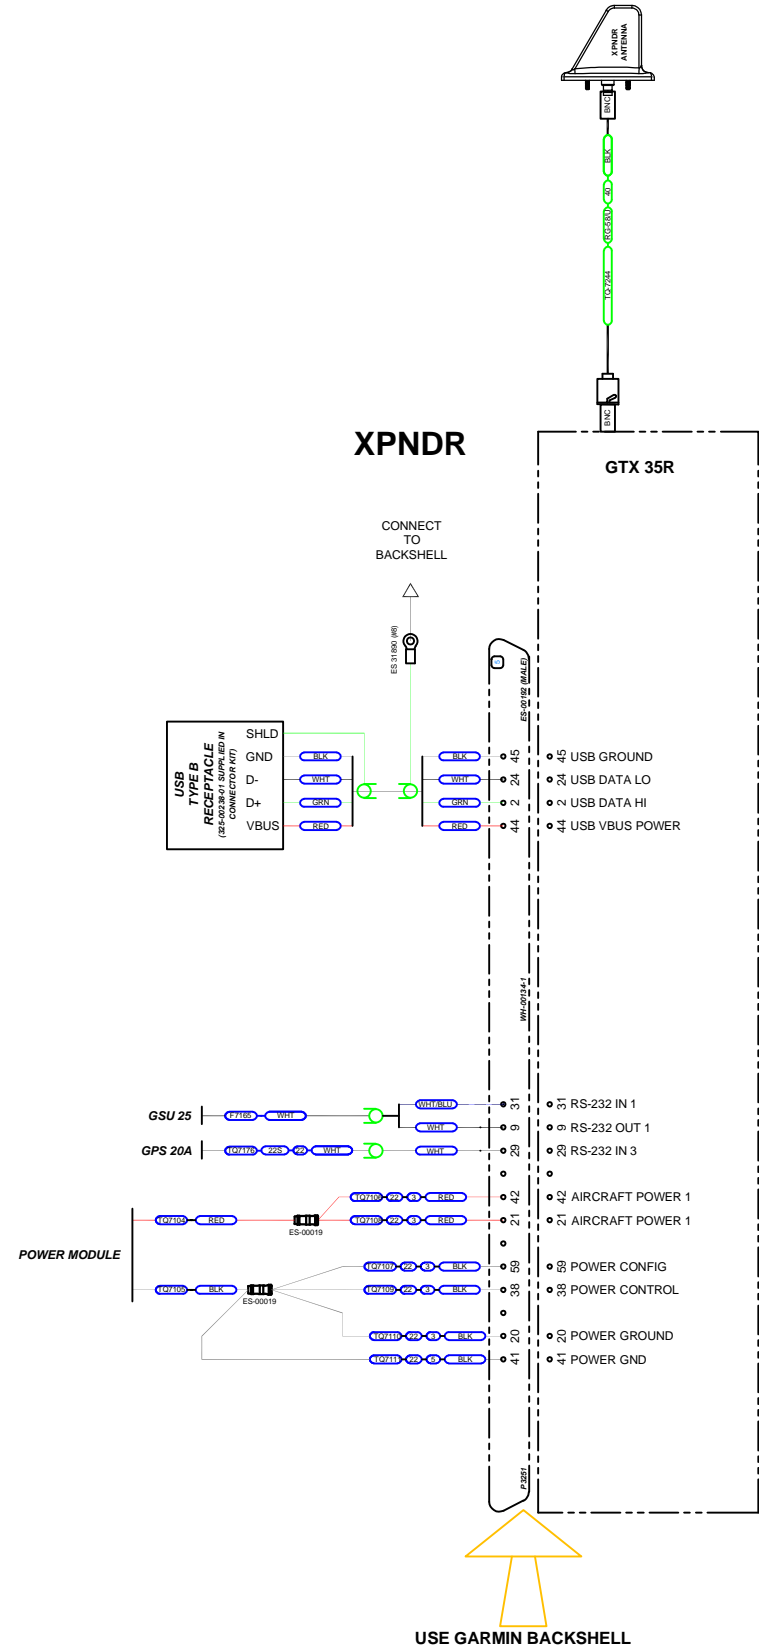 XPNDR
ANTENNA
BNC
BLK
40
RG-58/U
TQ-7244
BNC
XPNDR
GTX 35R
CONNECT
TO
BACKSHELL
ES 31890 (#8)
5
ES-00192 (MALE)
USB
TYPE B
RECEPTACLE
(325-00238-01 SUPPLIED IN
CONNECTOR KIT)
SHLD
GND BLK BLK 45 45 USB GROUND
D- WHT WHT 24 24 USB DATA LO
D+ GRN GRN 2 2 USB DATA HI
VBUS RED RED 44 44 USB VBUS POWER
WH-00134-1
WHT/BLU 31 31 RS-232 IN 1
GSU 25 F7165 WHT
WHT 9 9 RS-232 OUT 1
GPS 20A TQ7176 22S 22 WHT WHT 29 29 RS-232 IN 3
TQ7106 22 3 RED 42 42 AIRCRAFT POWER 1
TQ7104 RED TQ7108 22 3 RED 21 21 AIRCRAFT POWER 1
ES-00019
POWER MODULE
TQ7107 22 3 BLK 59 59 POWER CONFIG
TQ7105 BLK TQ7109 22 3 BLK 38 38 POWER CONTROL
ES-00019
TQ7110 22 3 BLK 20 20 POWER GROUND
TQ7111 22 5 BLK 41 41 POWER GND
P3251
USE GARMIN BACKSHELL